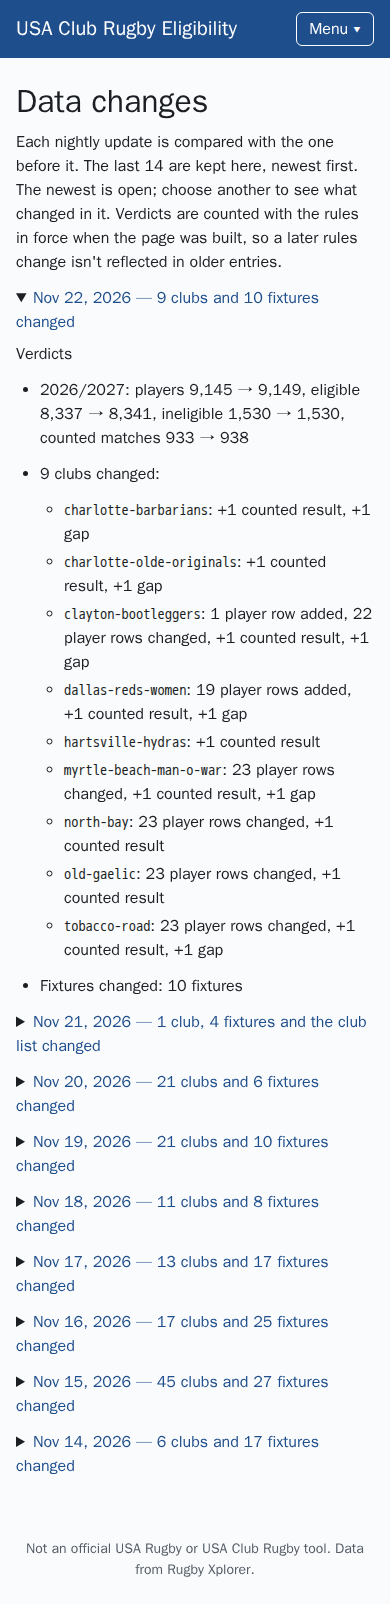 USA Club Rugby Eligibility
Menu ▾
Data changes
Each nightly update is compared with the one
before it. The last 14 are kept here, newest first.
The newest is open; choose another to see what
changed in it. Verdicts are counted with the rules
in force when the page was built, so a later rules
change isn't reflected in older entries.
▼ Nov 22, 2026 — 9 clubs and 10 fixtures
changed
Verdicts
• 2026/2027: players 9,145 → 9,149, eligible
8,337 → 8,341, ineligible 1,530 → 1,530,
counted matches 933 → 938
• 9 clubs changed:
◦ charlotte-barbarians: +1 counted result, +1
gap
◦ charlotte-olde-originals: +1 counted
result, +1 gap
◦ clayton-bootleggers: 1 player row added, 22
player rows changed, +1 counted result, +1
gap
◦ dallas-reds-women: 19 player rows added,
+1 counted result, +1 gap
◦ hartsville-hydras: +1 counted result
◦ myrtle-beach-man-o-war: 23 player rows
changed, +1 counted result, +1 gap
◦ north-bay: 23 player rows changed, +1
counted result
◦ old-gaelic: 23 player rows changed, +1
counted result
◦ tobacco-road: 23 player rows changed, +1
counted result, +1 gap
• Fixtures changed: 10 fixtures
▶ Nov 21, 2026 — 1 club, 4 fixtures and the club
list changed
▶ Nov 20, 2026 — 21 clubs and 6 fixtures
changed
▶ Nov 19, 2026 — 21 clubs and 10 fixtures
changed
▶ Nov 18, 2026 — 11 clubs and 8 fixtures
changed
▶ Nov 17, 2026 — 13 clubs and 17 fixtures
changed
▶ Nov 16, 2026 — 17 clubs and 25 fixtures
changed
▶ Nov 15, 2026 — 45 clubs and 27 fixtures
changed
▶ Nov 14, 2026 — 6 clubs and 17 fixtures
changed
Not an official USA Rugby or USA Club Rugby tool. Data
from Rugby Xplorer.